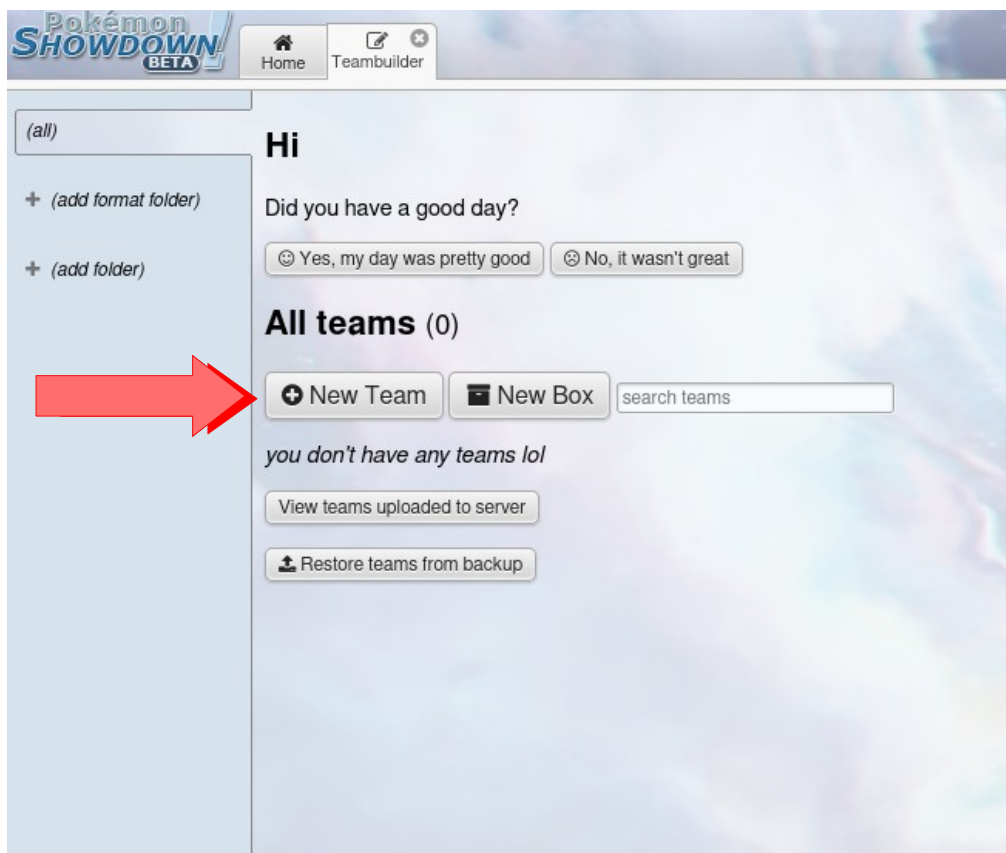 Pokémon
SHOWDOWN!
BETA
Home
Teambuilder
(all)
(add format folder)
(add folder)
Hi
Did you have a good day?
Yes, my day was pretty good
No, it wasn't great
All teams (0)
New Team
New Box
search teams
you don't have any teams lol
View teams uploaded to server
Restore teams from backup